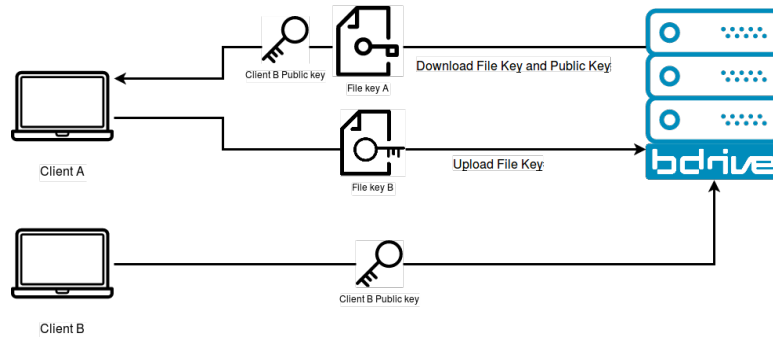 Client B Public key
File key A
Download File Key and Public Key
Client A
File key B
Upload File Key
bdrive
Client B Public key
Client B